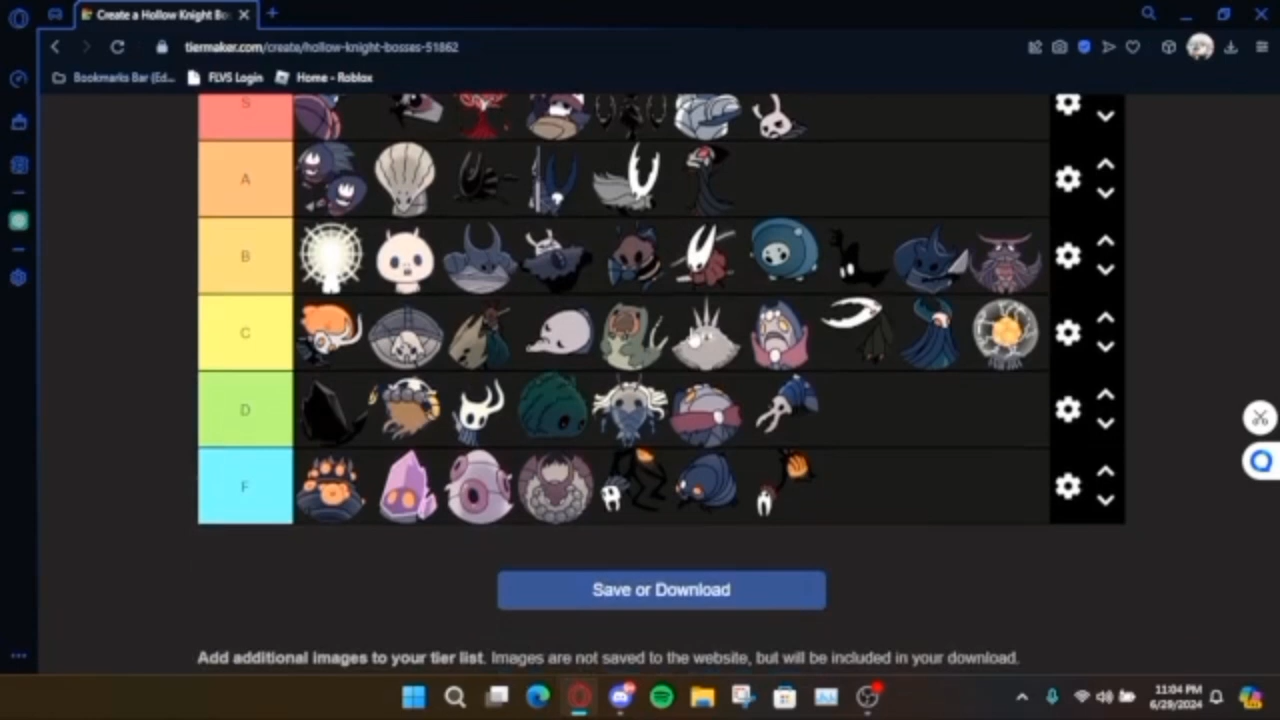 Create a Hollow Knight Bo
tiermaker.com/create/hollow-knight-bosses-51862
Bookmarks Bar (Ed... FLVS Login Home - Roblox
S
A
B
C
D
F
Save or Download
Add additional images to your tier list. Images are not saved to the website, but will be included in your download.
11:04 PM
6/29/2024